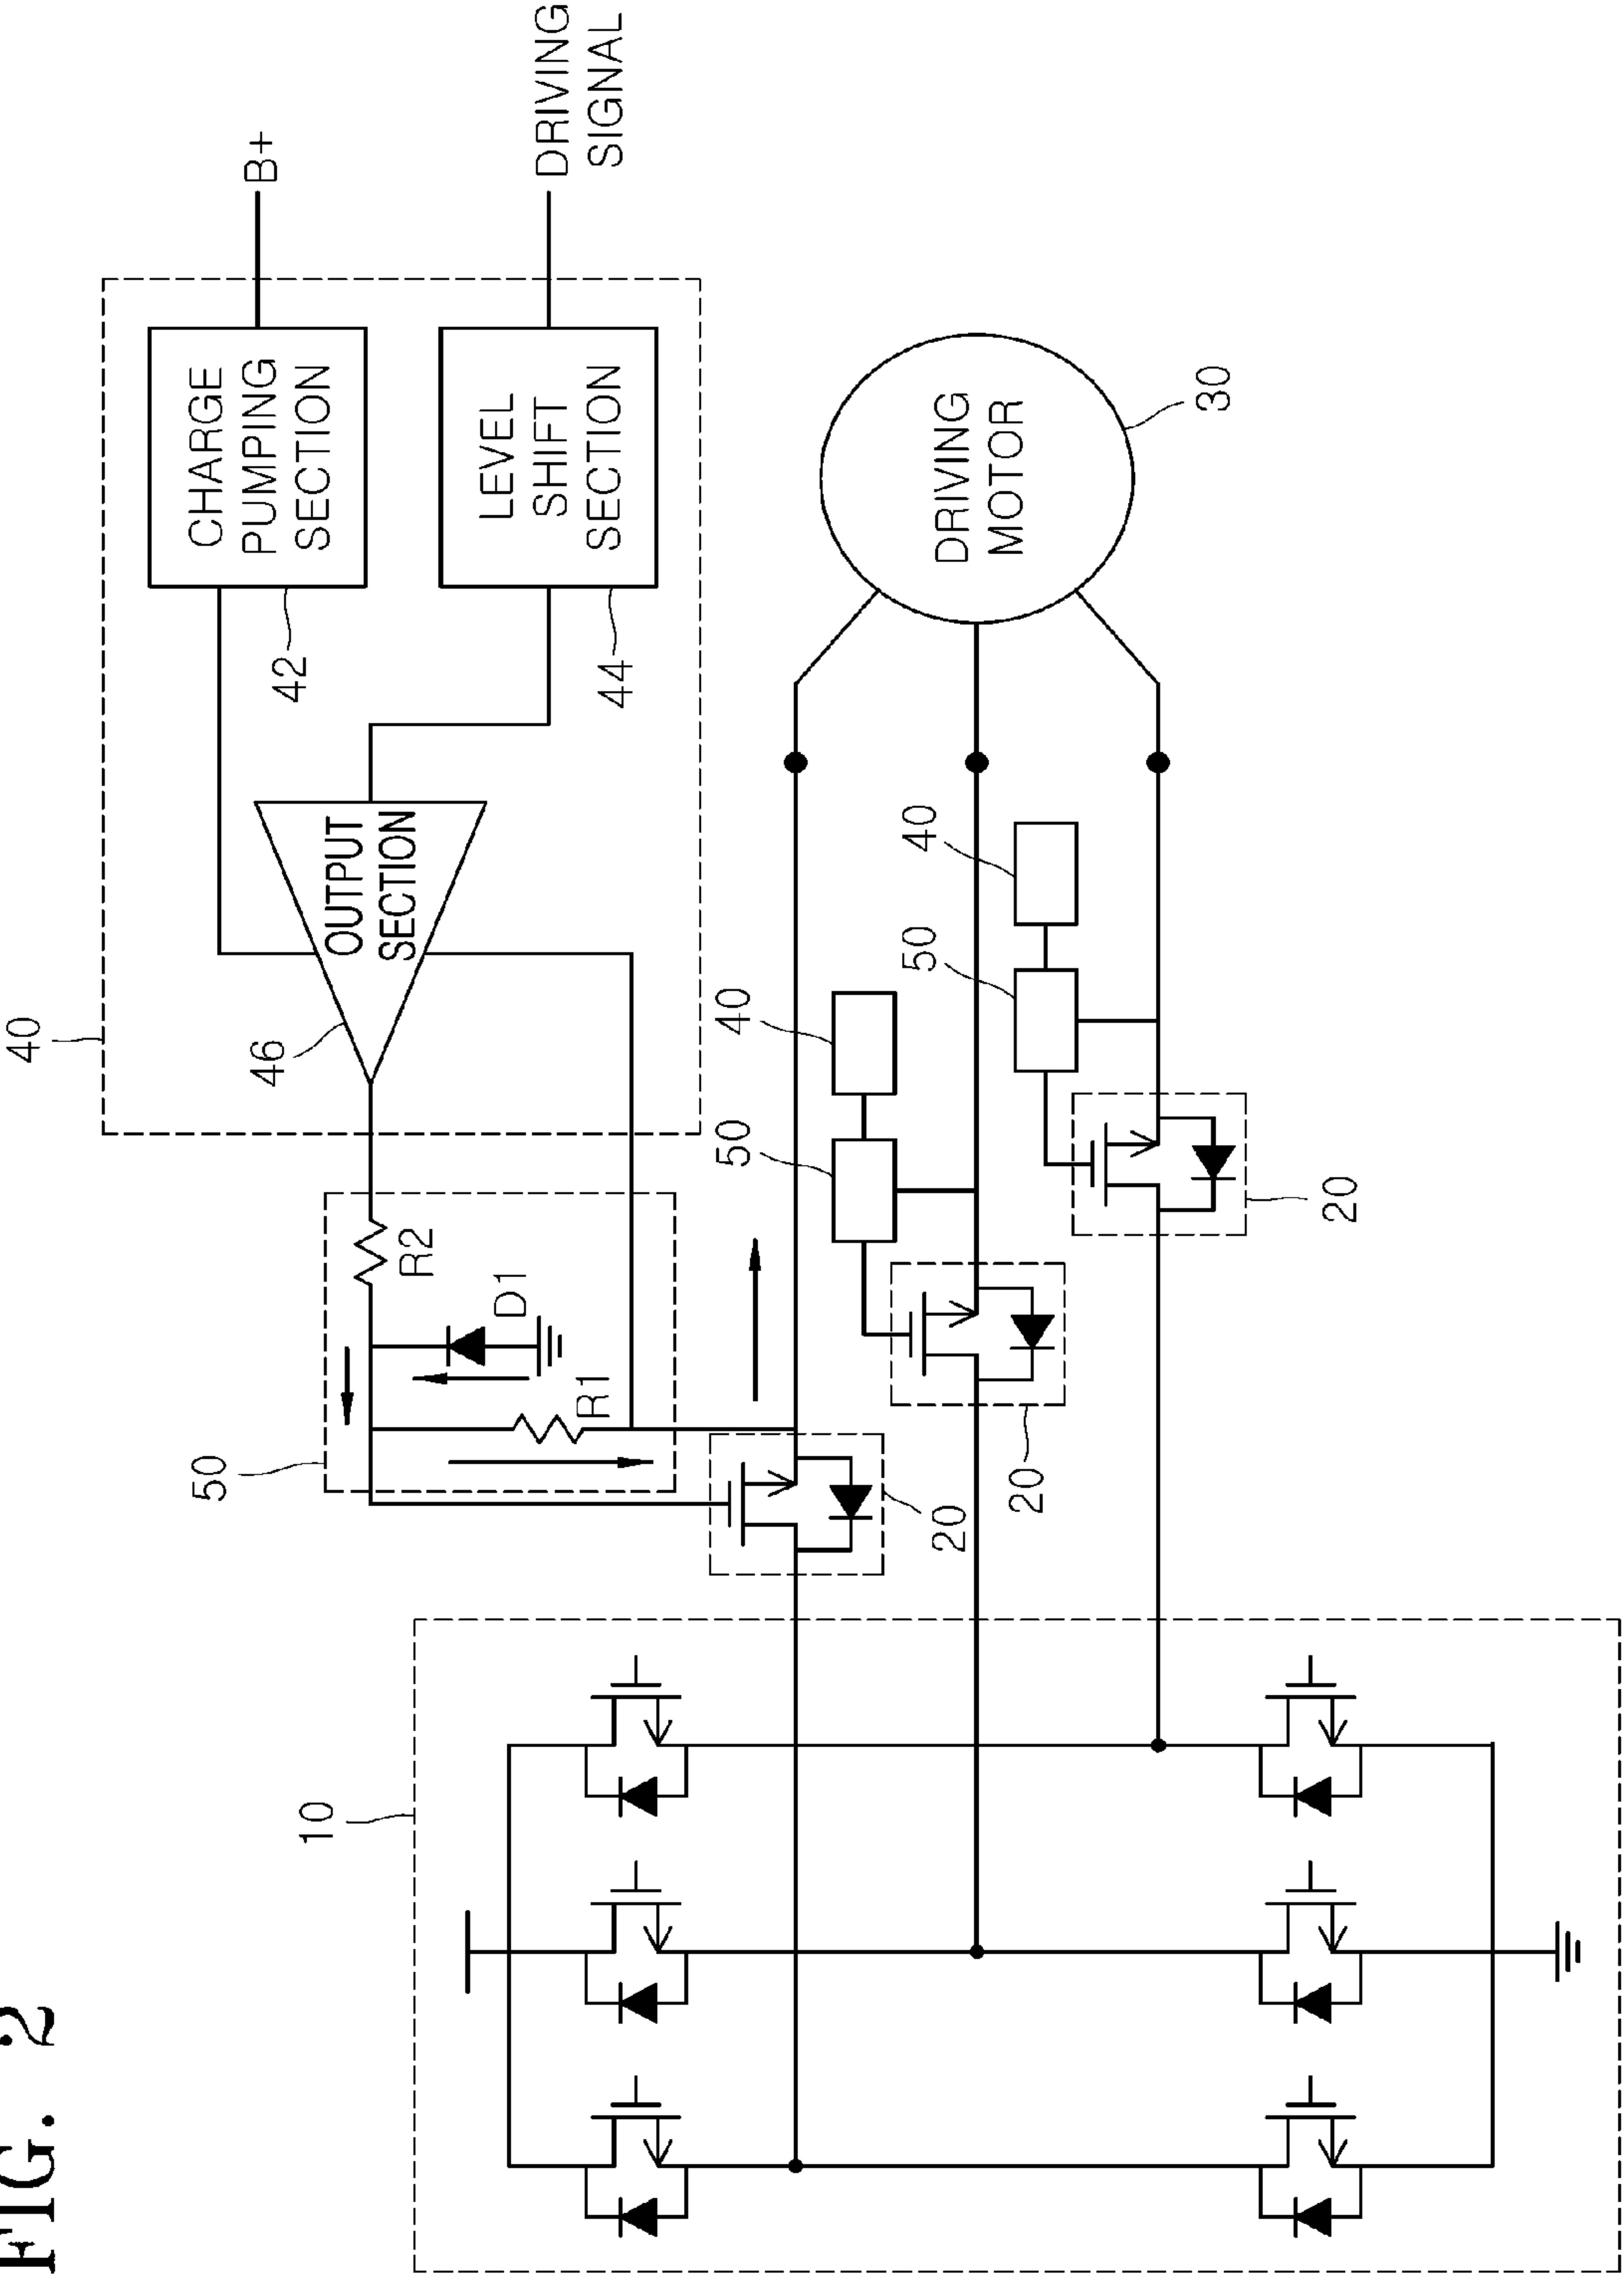 FIG. 2
40
CHARGE
PUMPING
SECTION
B+
42
LEVEL
SHIFT
SECTION
DRIVING
SIGNAL
44
OUTPUT
SECTION
46
50
R2
D1
R1
20
50
40
20
50
40
20
DRIVING
MOTOR
30
10